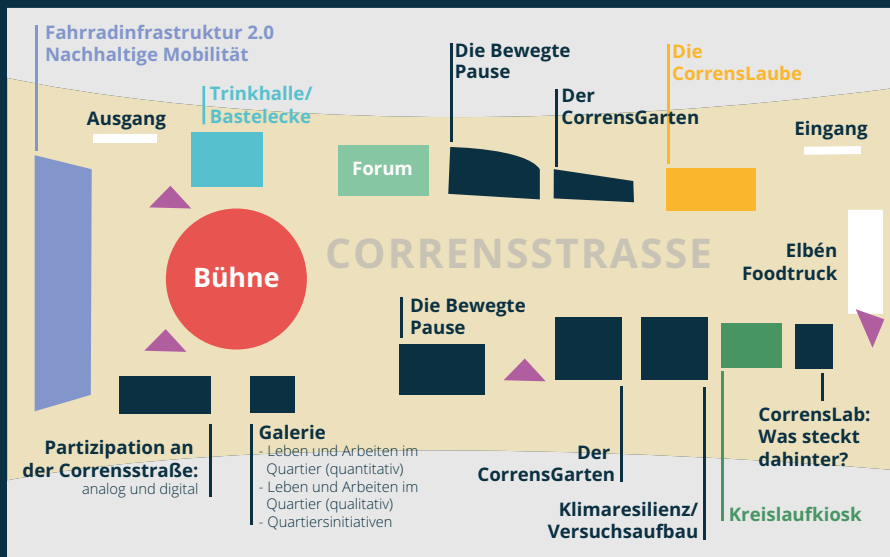 Fahrradinfrastruktur 2.0
Nachhaltige Mobilität
Die Bewegte
Pause
Die
CorrensLaube
Trinkhalle/
Bastelecke
Der
CorrensGarten
Ausgang
Eingang
Forum
CORRENSSTRASSE
Bühne
Elbén
Foodtruck
Die Bewegte
Pause
Partizipation an
der Corrensstraße:
analog und digital
Galerie
- Leben und Arbeiten im
Quartier (quantitativ)
- Leben und Arbeiten im
Quartier (qualitativ)
- Quartiersinitiativen
Der
CorrensGarten
Klimaresilienz/
Versuchsaufbau
Kreislaufkiosk
CorrensLab:
Was steckt
dahinter?